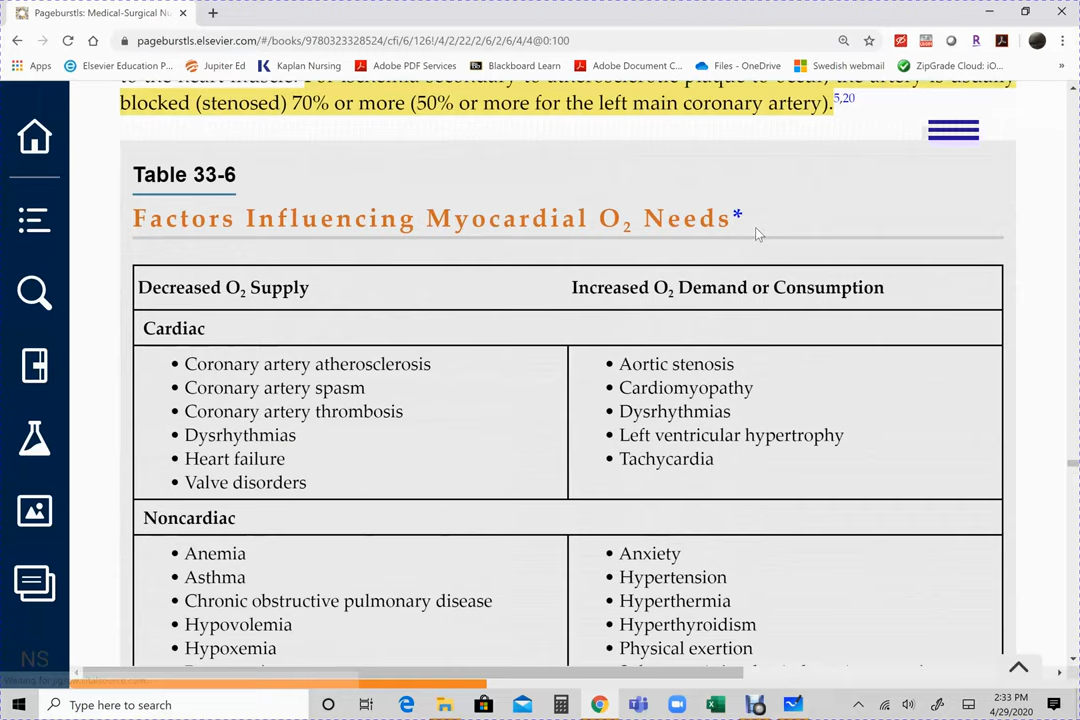 Pageburstls: Medical-Surgical Nu
pageburstls.elsevier.com/#/books/9780323328524/cfi/6/126!/4/2/22/2/6/2/6/4/4@0:100
Apps
Elsevier Education P...
Jupiter Ed
Kaplan Nursing
Adobe PDF Services
Blackboard Learn
Adobe Document C...
Files - OneDrive
Swedish webmail
ZipGrade Cloud: iO...
»
blocked (stenosed) 70% or more (50% or more for the left main coronary artery).5,20
Table 33-6
Factors Influencing Myocardial O2 Needs*
Decreased O2 Supply
Increased O2 Demand or Consumption
Cardiac
• Coronary artery atherosclerosis
• Coronary artery spasm
• Coronary artery thrombosis
• Dysrhythmias
• Heart failure
• Valve disorders
• Aortic stenosis
• Cardiomyopathy
• Dysrhythmias
• Left ventricular hypertrophy
• Tachycardia
Noncardiac
• Anemia
• Asthma
• Chronic obstructive pulmonary disease
• Hypovolemia
• Hypoxemia
• Anxiety
• Hypertension
• Hyperthermia
• Hyperthyroidism
• Physical exertion
NS
Type here to search
2:33 PM
4/29/2020